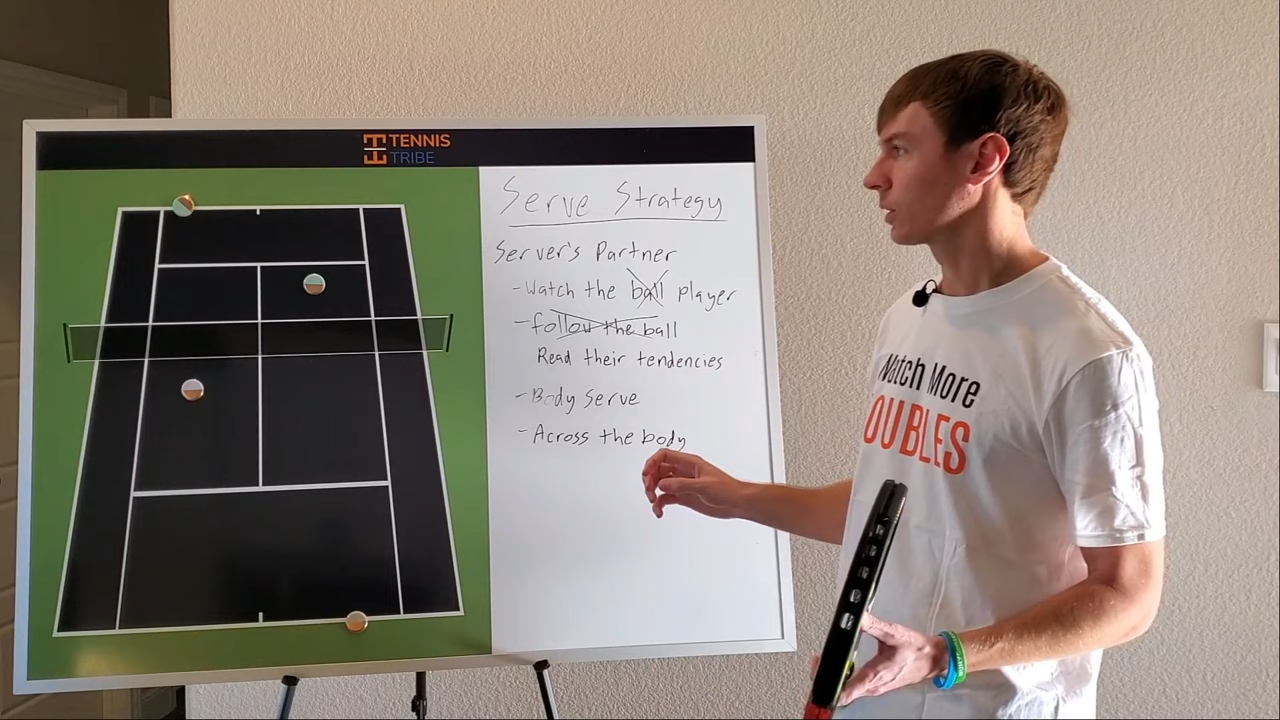 TENNIS
TRIBE
Serve Strategy
Server's Partner
- Watch the ball player
- follow the ball
Read their tendencies
- Body Serve
- Across the body
Watch More
DOUBLES